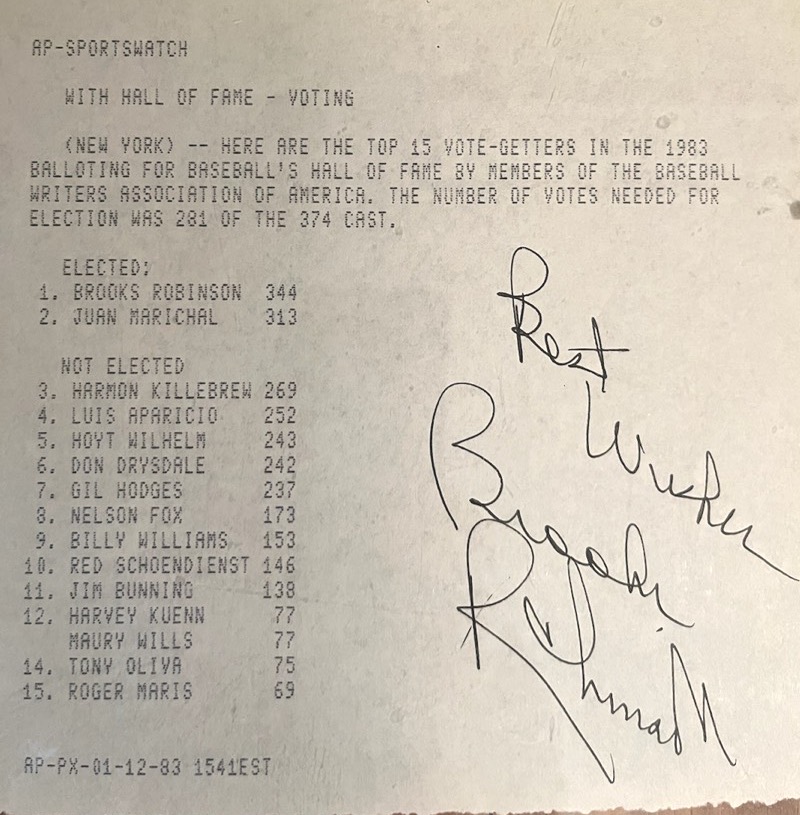 AP-SPORTSWATCH
WITH HALL OF FAME - VOTING
(NEW YORK) -- HERE ARE THE TOP 15 VOTE-GETTERS IN THE 1983
BALLOTING FOR BASEBALL'S HALL OF FAME BY MEMBERS OF THE BASEBALL
WRITERS ASSOCIATION OF AMERICA. THE NUMBER OF VOTES NEEDED FOR
ELECTION WAS 281 OF THE 374 CAST.
ELECTED:
1. BROOKS ROBINSON 344
2. JUAN MARICHAL 313
NOT ELECTED
3. HARMON KILLEBREW 269
4. LUIS APARICIO 252
5. HOYT WILHELM 243
6. DON DRYSDALE 242
7. GIL HODGES 237
8. NELSON FOX 173
9. BILLY WILLIAMS 153
10. RED SCHOENDIENST 146
11. JIM BUNNING 138
12. HARVEY KUENN 77
MAURY WILLS 77
14. TONY OLIVA 75
15. ROGER MARIS 69
AP-PX-01-12-83 1541EST
Best
Wishes
Brooks
Robinson